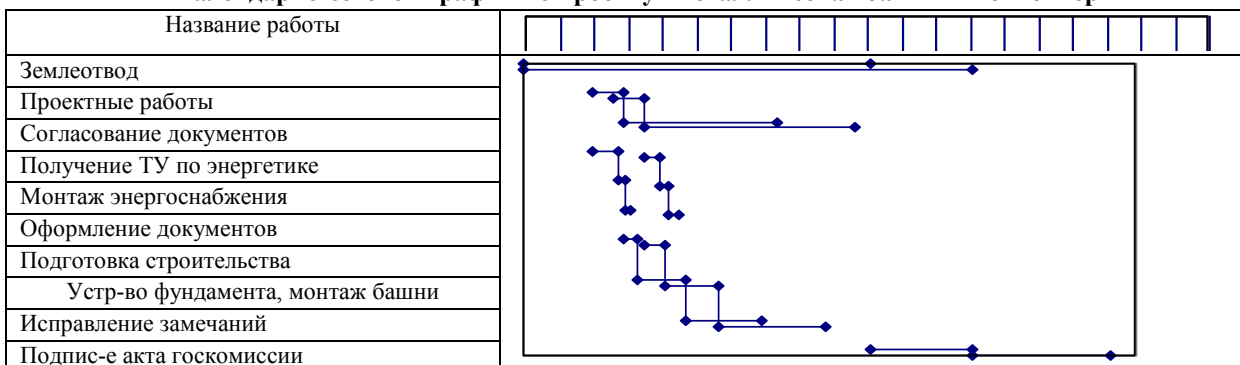 Название работы
Землеотвод
Проектные работы
Согласование документов
Получение ТУ по энергетике
Монтаж энергоснабжения
Оформление документов
Подготовка строительства
Устр-во фундамента, монтаж башни
Исправление замечаний
Подпис-е акта госкомиссии